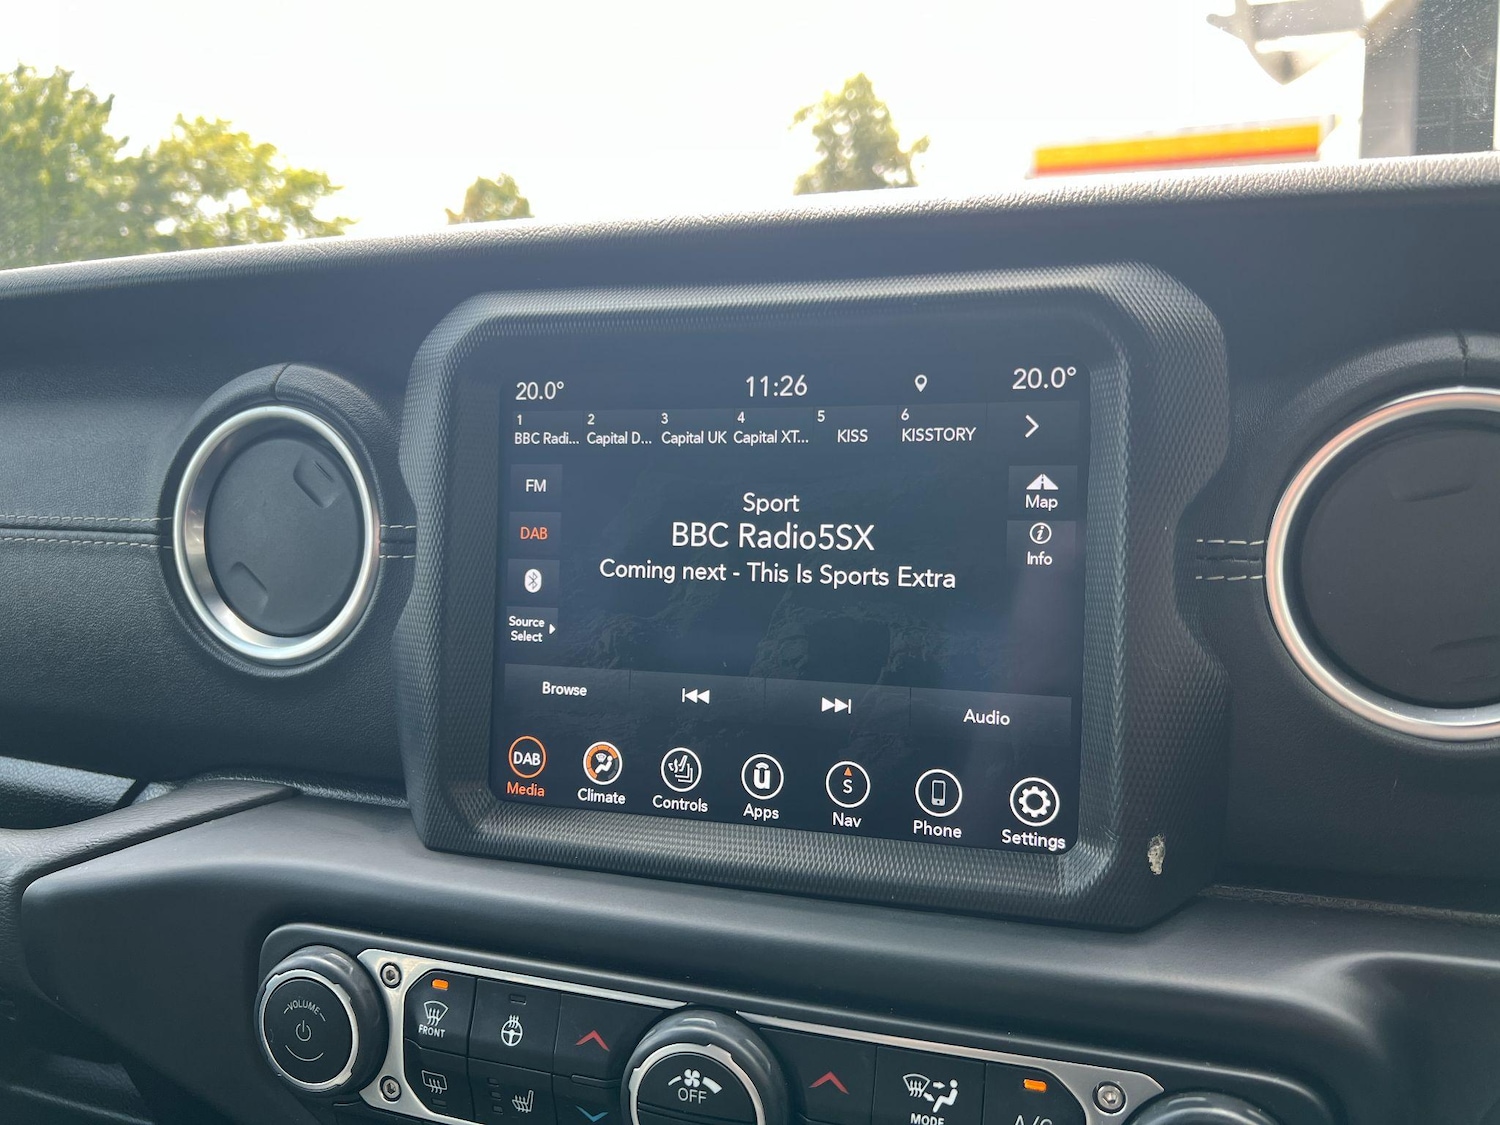 20.0° 11:26 20.0°
1 2 3 4 5 6
BBC Radi... Capital D... Capital UK Capital XT... KISS KISSTORY
FM
DAB
Source
Select
Sport
BBC Radio5SX
Coming next - This Is Sports Extra
Map
Info
Browse Audio
DAB S
Media Climate Controls Apps Nav Phone Settings
VOLUME
FRONT
OFF
MODE
A/C